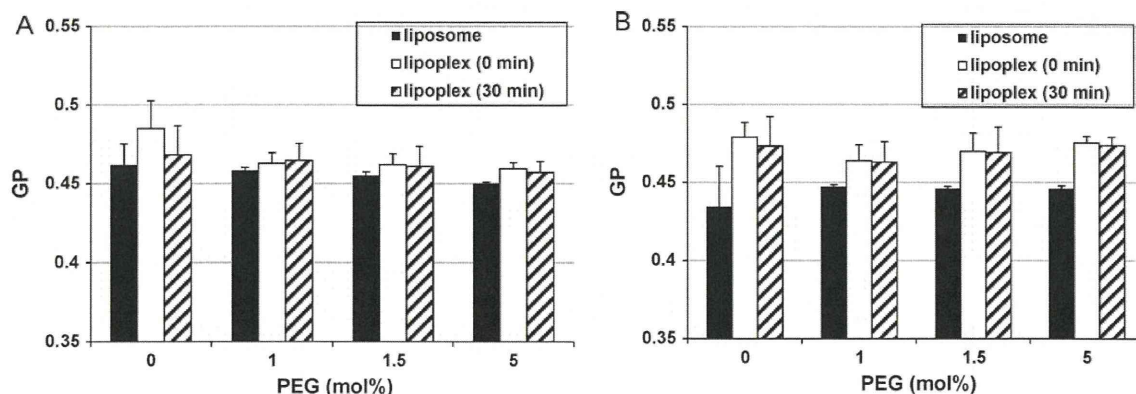 A
0.55
0.5
0.45
0.4
0.35
GP
liposome
lipoplex (0 min)
lipoplex (30 min)
0 1 1.5 5
PEG (mol%)
B
0.55
0.5
0.45
0.4
0.35
GP
liposome
lipoplex (0 min)
lipoplex (30 min)
0 1 1.5 5
PEG (mol%)